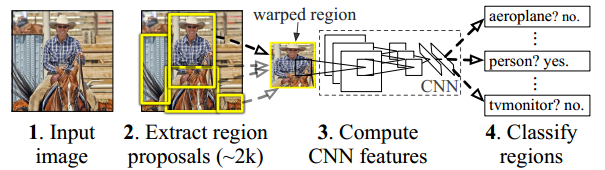 warped region
aeroplane? no.
⋮
person? yes.
⋮
tvmonitor? no.
CNN
1. Input
image
2. Extract region
proposals (~2k)
3. Compute
CNN features
4. Classify
regions